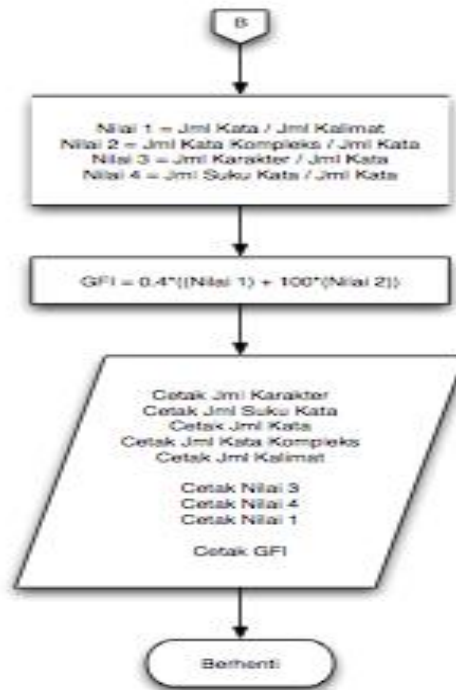 B
Nilai 1 = Jml Kata / Jml Kalimat
Nilai 2 = Jml Kata Kompleks / Jml Kata
Nilai 3 = Jml Karakter / Jml Kata
Nilai 4 = Jml Suku Kata / Jml Kata
GFI = 0.4*((Nilai 1) + 100*(Nilai 2))
Cetak Jml Karakter
Cetak Jml Suku Kata
Cetak Jml Kata
Cetak Jml Kata Kompleks
Cetak Jml Kalimat
Cetak Nilai 3
Cetak Nilai 4
Cetak Nilai 1
Cetak GFI
Berhenti